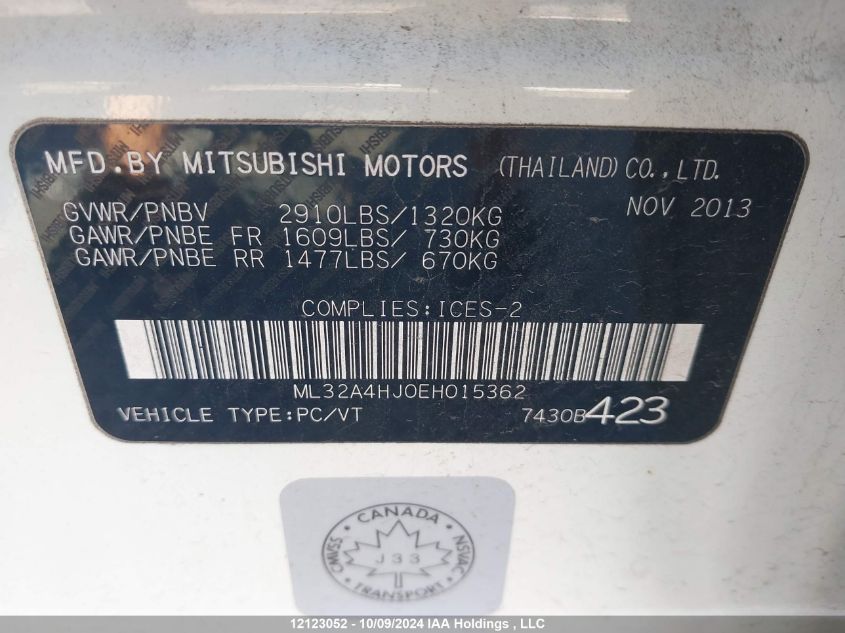 MFD.BY MITSUBISHI MOTORS (THAILAND) CO., LTD.
GVWR/PNBV 2910LBS/1320KG NOV 2013
GAWR/PNBE FR 1609LBS/ 730KG
GAWR/PNBE RR 1477LBS/ 670KG
COMPLIES:ICES-2
ML32A4HJ0EH015362
VEHICLE TYPE:PC/VT 7430B423
CANADA
SSMVC NSVAC
J33
TRANSPORT
12123052 - 10/09/2024 IAA Holdings , LLC